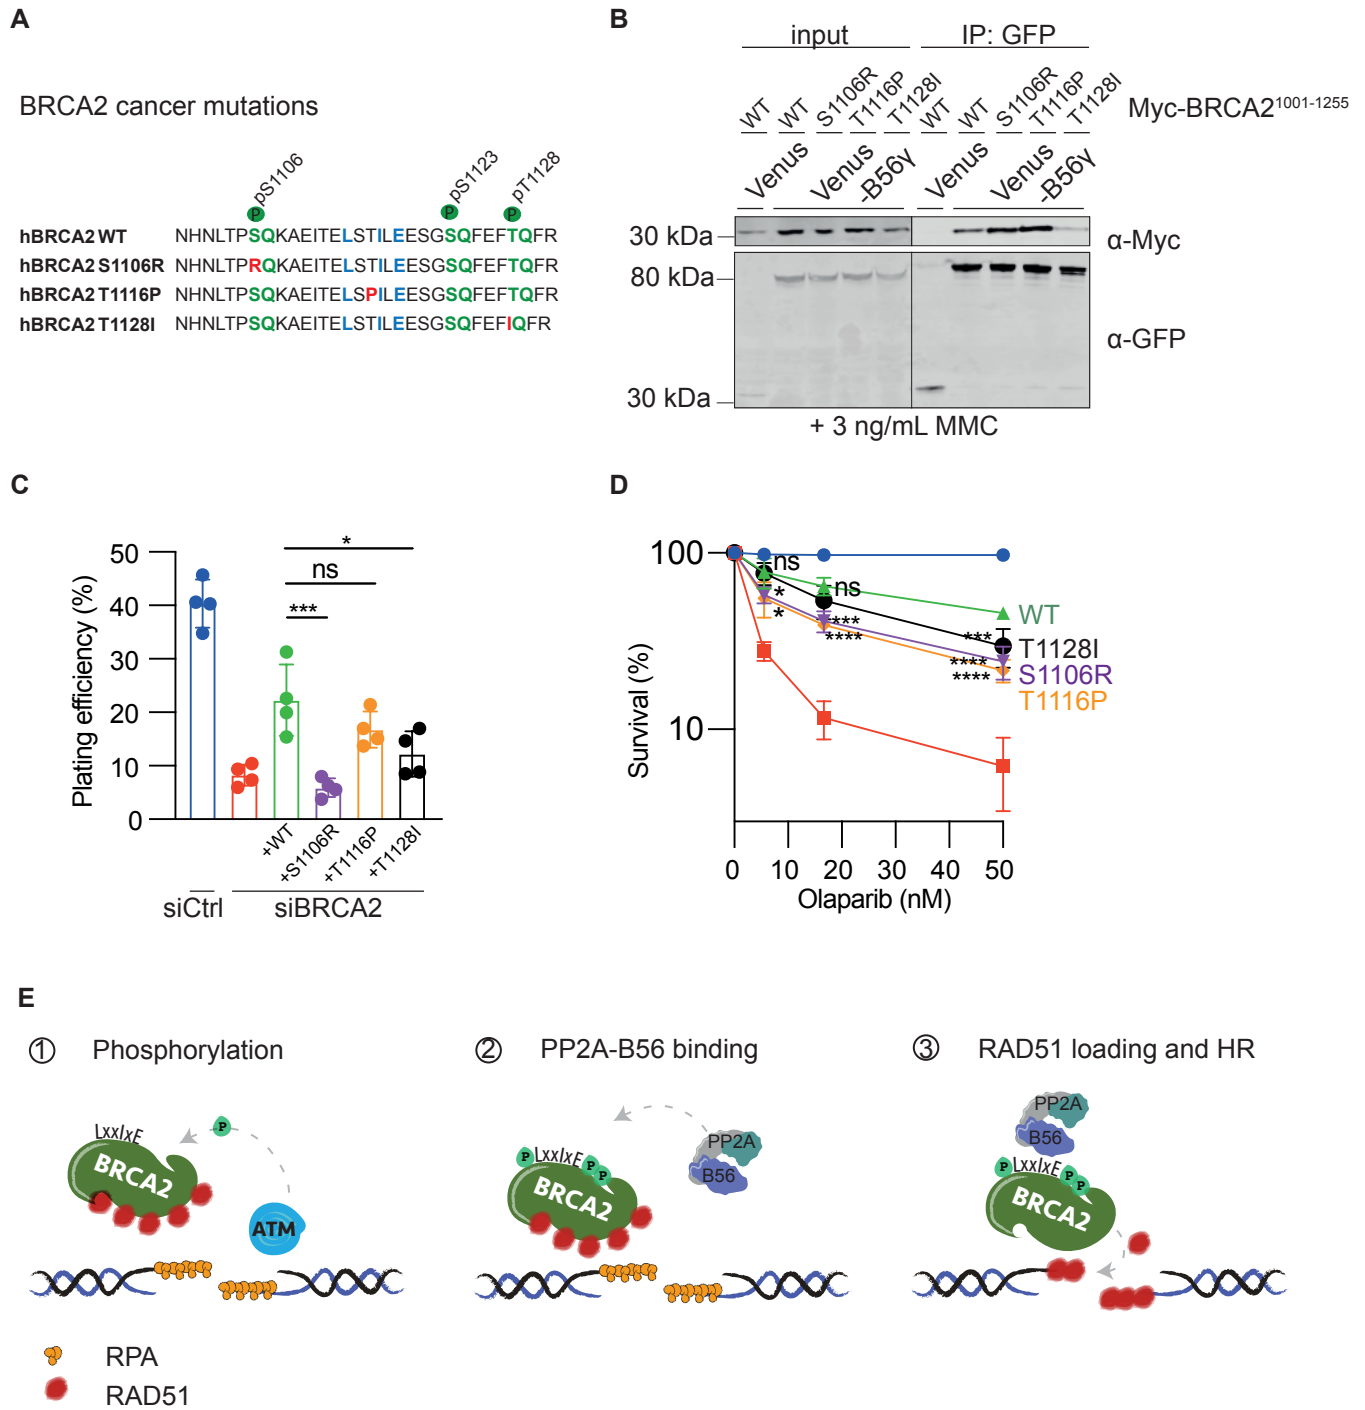 A
BRCA2 cancer mutations
pS1106
pS1123
pT1128
P
P
P
hBRCA2 WT NHNLTPSQKAEITELSTILEESGSQFEFTQFR
hBRCA2 S1106R NHNLTPRQKAEITELSTILEESGSQFEFTQFR
hBRCA2 T1116P NHNLTPSQKAEITELSPILEESGSQFEFTQFR
hBRCA2 T1128I NHNLTPSQKAEITELSTILEESGSQFEFIQFR
B
input
IP: GFP
WT
WT
S1106R
T1116P
T1128I
WT
WT
S1106R
T1116P
T1128I
Myc-BRCA21001-1255
Venus
Venus
-B56γ
Venus
Venus
-B56γ
30 kDa
α-Myc
80 kDa
α-GFP
30 kDa
+ 3 ng/mL MMC
C
Plating efficiency (%)
50
40
30
20
10
0
*
ns
***
+WT
+S1106R
+T1116P
+T1128I
siCtrl
siBRCA2
D
Survival (%)
100
10
ns
*
*
ns
***
****
***
****
****
WT
T1128I
S1106R
T1116P
0
10
20
30
40
50
Olaparib (nM)
E
1 Phosphorylation
LxxIxE
P
BRCA2
ATM
2 PP2A-B56 binding
PP2A
B56
P
LxxIxE
P
P
BRCA2
3 RAD51 loading and HR
PP2A
B56
P
LxxIxE
P
P
BRCA2
RPA
RAD51